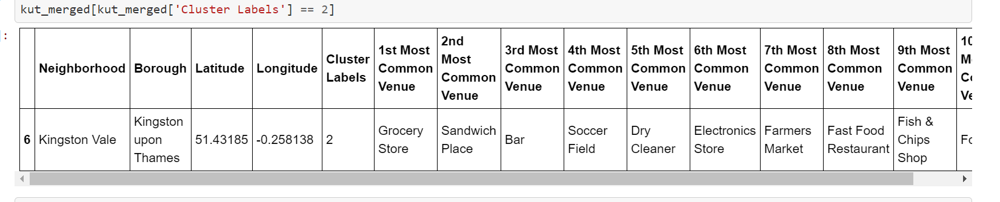 kut_merged[kut_merged['Cluster Labels'] == 2]
:
Neighborhood Borough Latitude Longitude Cluster Labels 1st Most Common Venue 2nd Most Common Venue 3rd Most Common Venue 4th Most Common Venue 5th Most Common Venue 6th Most Common Venue 7th Most Common Venue 8th Most Common Venue 9th Most Common Venue 10
6 Kingston Vale Kingston upon Thames 51.43185 -0.258138 2 Grocery Store Sandwich Place Bar Soccer Field Dry Cleaner Electronics Store Farmers Market Fast Food Restaurant Fish & Chips Shop